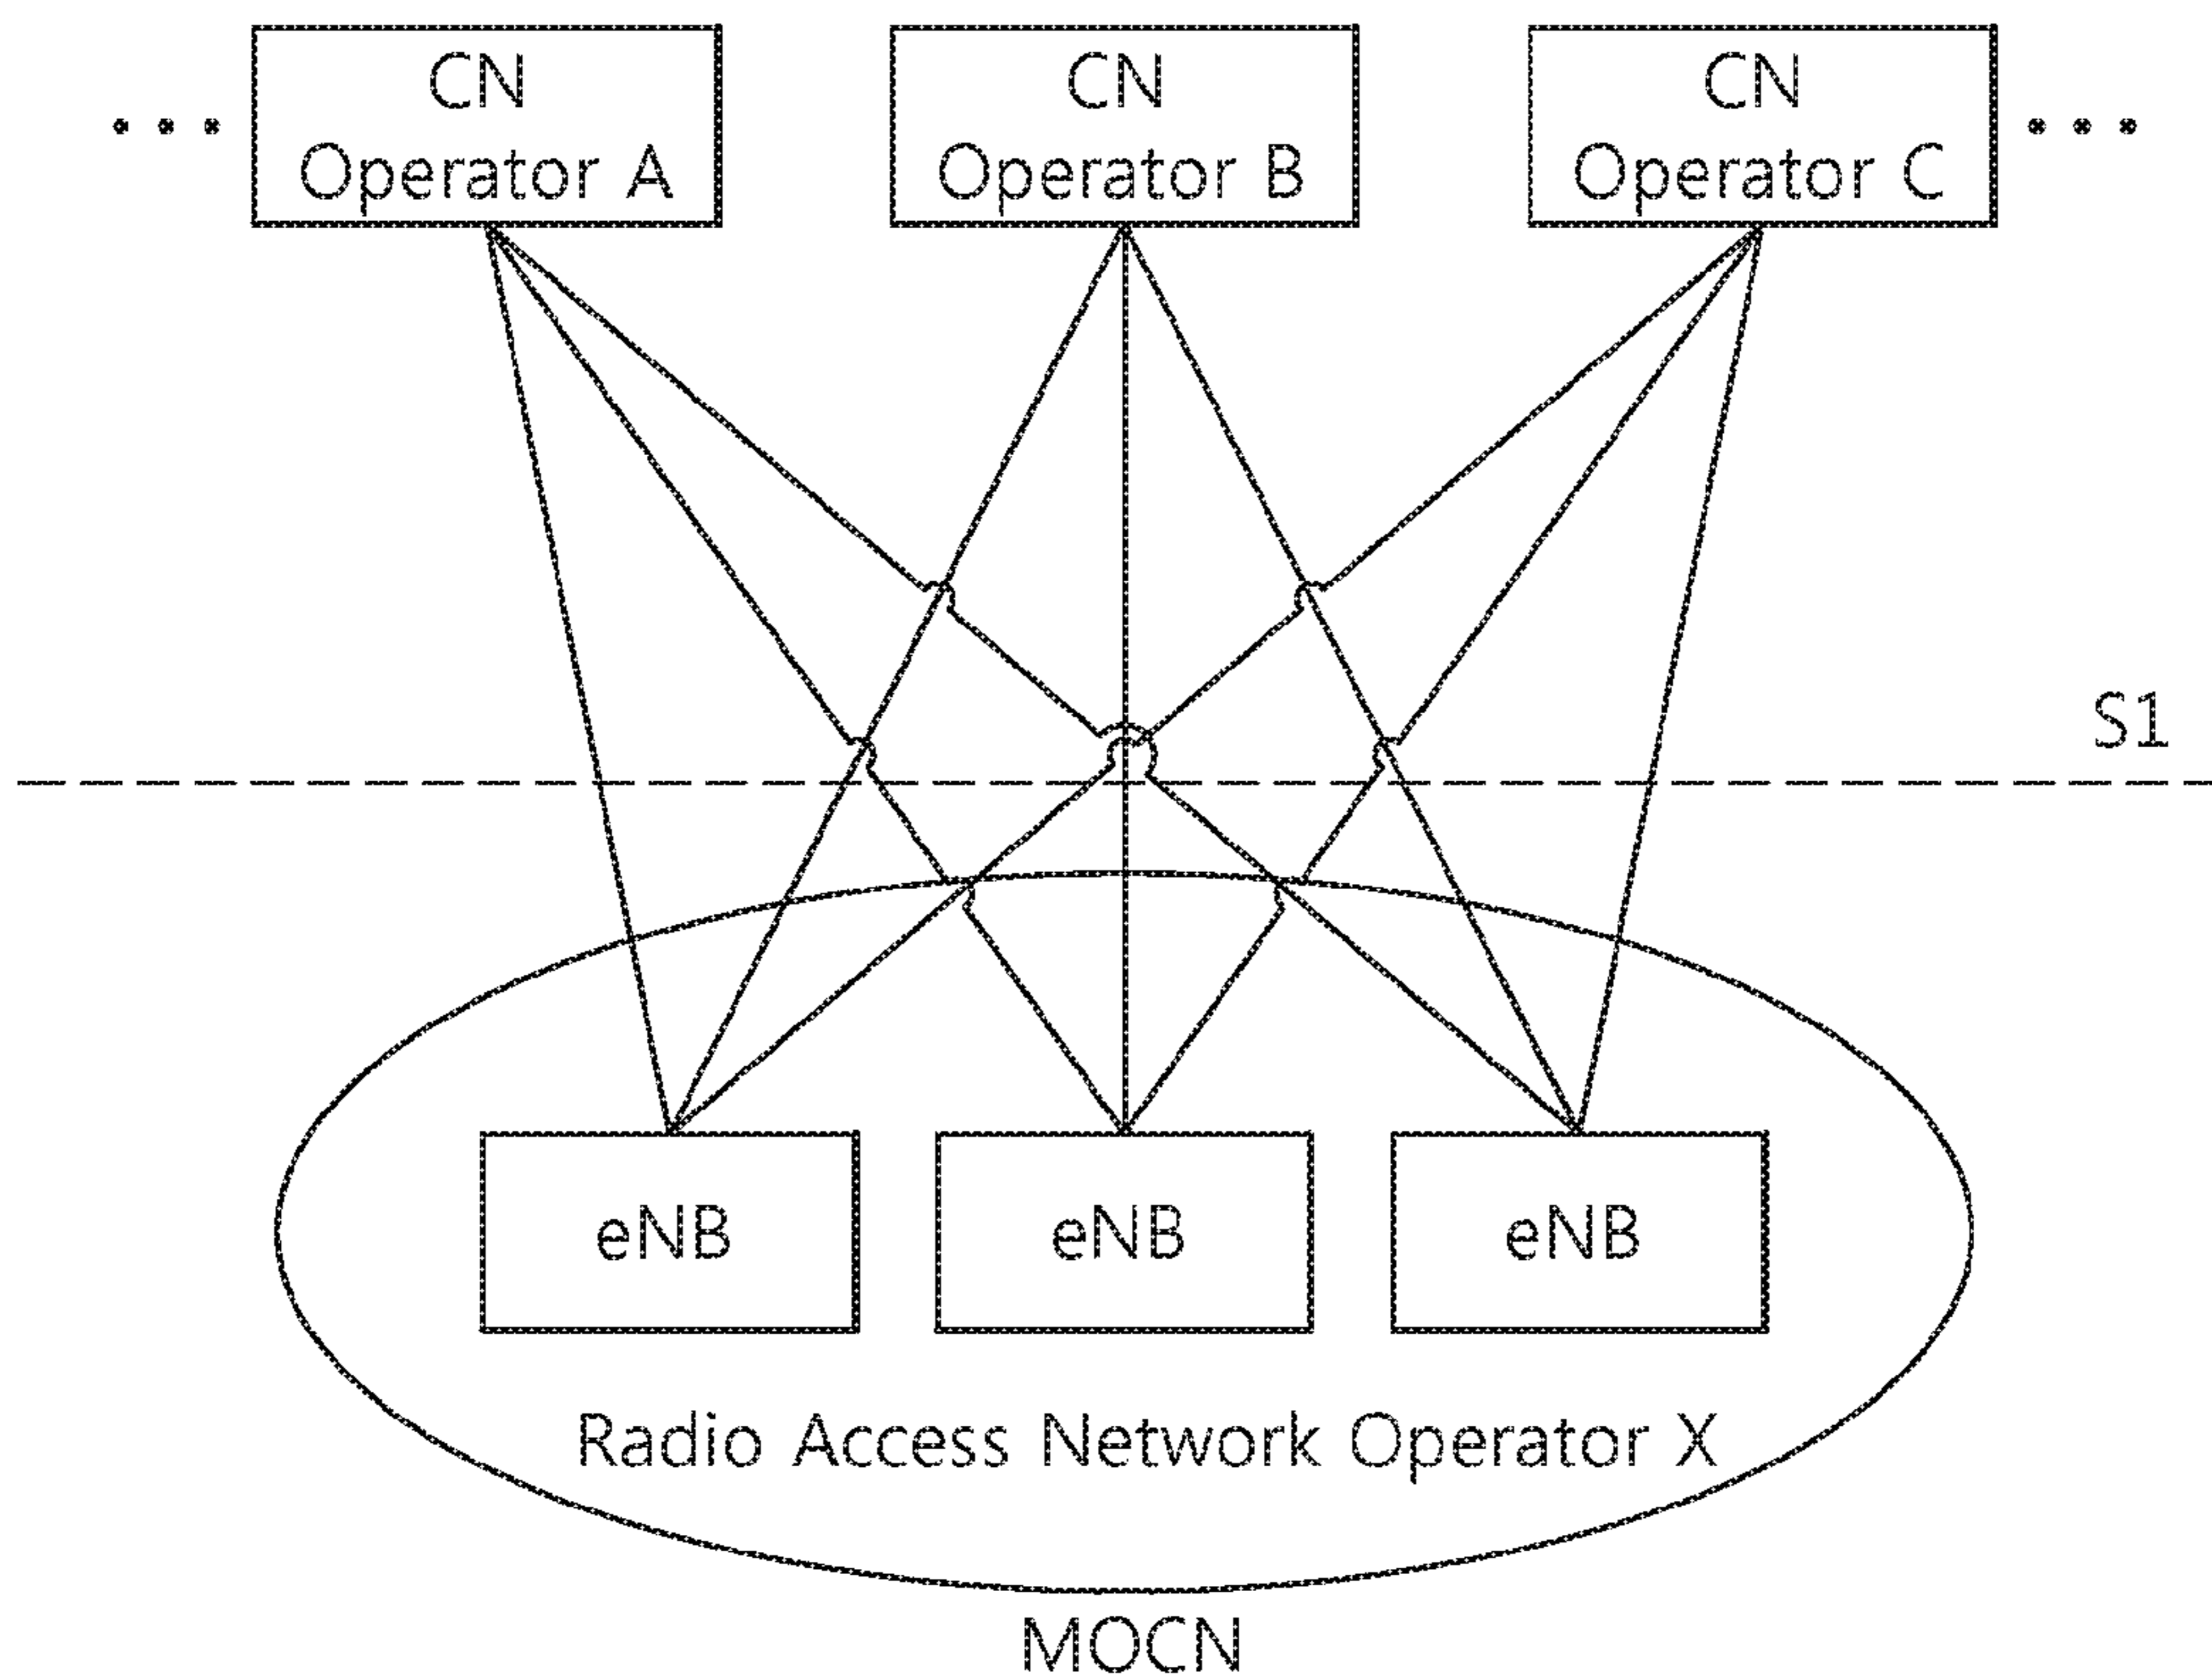 CN
Operator A
CN
Operator B
CN
Operator C
S1
eNB
eNB
eNB
Radio Access Network Operator X
MOCN